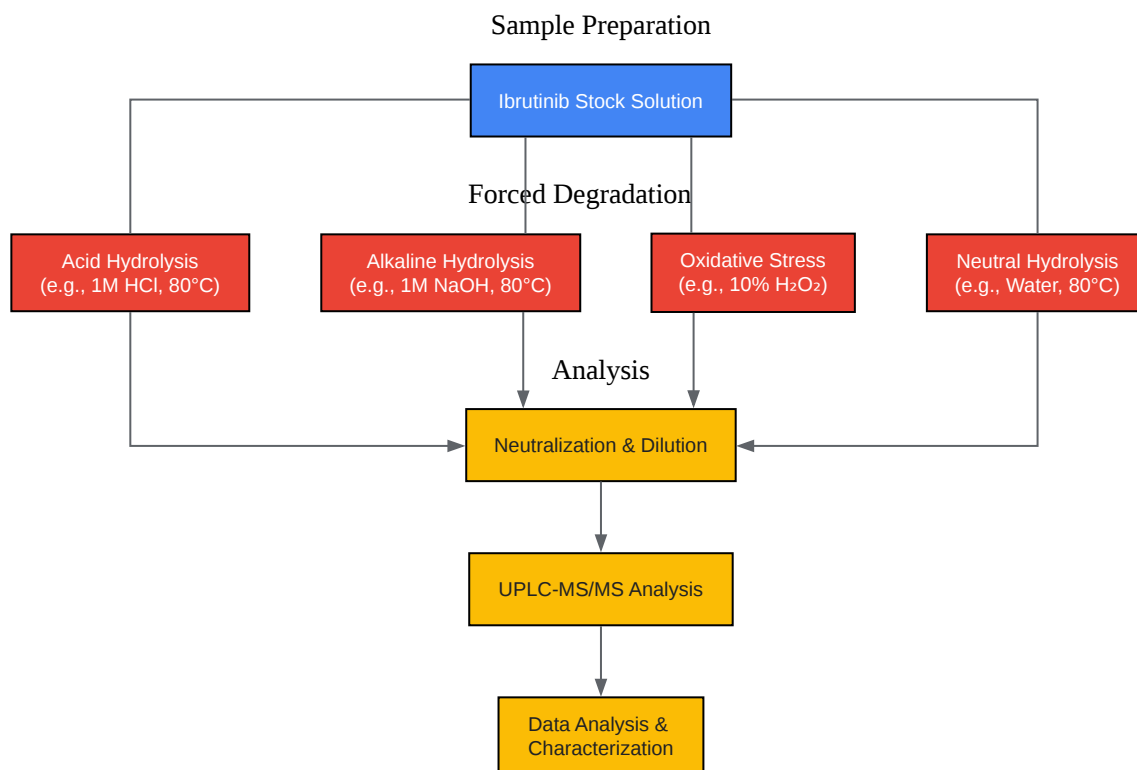 Sample Preparation
Ibrutinib Stock Solution
Forced Degradation
Acid Hydrolysis
(e.g., 1M HCl, 80°C)
Alkaline Hydrolysis
(e.g., 1M NaOH, 80°C)
Oxidative Stress
(e.g., 10% H₂O₂)
Neutral Hydrolysis
(e.g., Water, 80°C)
Analysis
Neutralization & Dilution
UPLC-MS/MS Analysis
Data Analysis &
Characterization